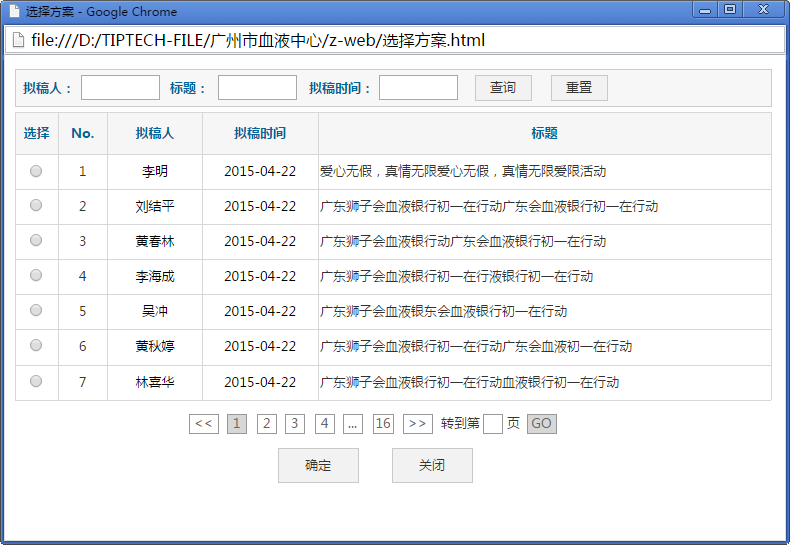 选择方案 - Google Chrome
file:///D:/TIPTECH-FILE/广州市血液中心/z-web/选择方案.html
拟稿人： 标题： 拟稿时间： 查询 重置
选择 No. 拟稿人 拟稿时间 标题
1 李明 2015-04-22 爱心无假，真情无限爱心无假，真情无限爱限活动
2 刘结平 2015-04-22 广东狮子会血液银行初一在行动广东会血液银行初一在行动
3 黄春林 2015-04-22 广东狮子会血液银行动广东会血液银行初一在行动
4 李海成 2015-04-22 广东狮子会血液银行初一在行液银行初一在行动
5 吴冲 2015-04-22 广东狮子会血液银东会血液银行初一在行动
6 黄秋婷 2015-04-22 广东狮子会血液银行初一在行动广东会血液初一在行动
7 林喜华 2015-04-22 广东狮子会血液银行初一在行动血液银行初一在行动
<< 1 2 3 4 ... 16 >> 转到第 页 GO
确定 关闭